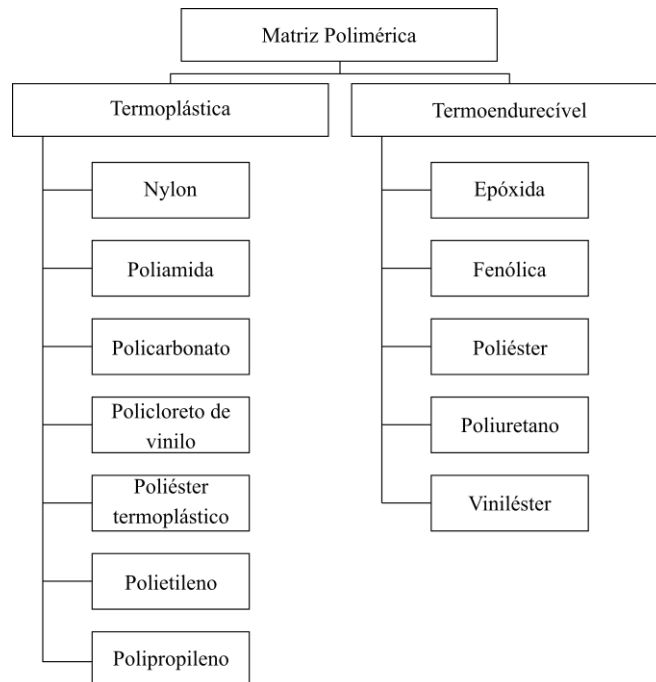 Matriz Polimérica
Termoplástica
Termoendurecível
Nylon
Poliamida
Policarbonato
Policloreto de
vinilo
Poliéster
termoplástico
Polietileno
Polipropileno
Epóxida
Fenólica
Poliéster
Poliuretano
Viniléster